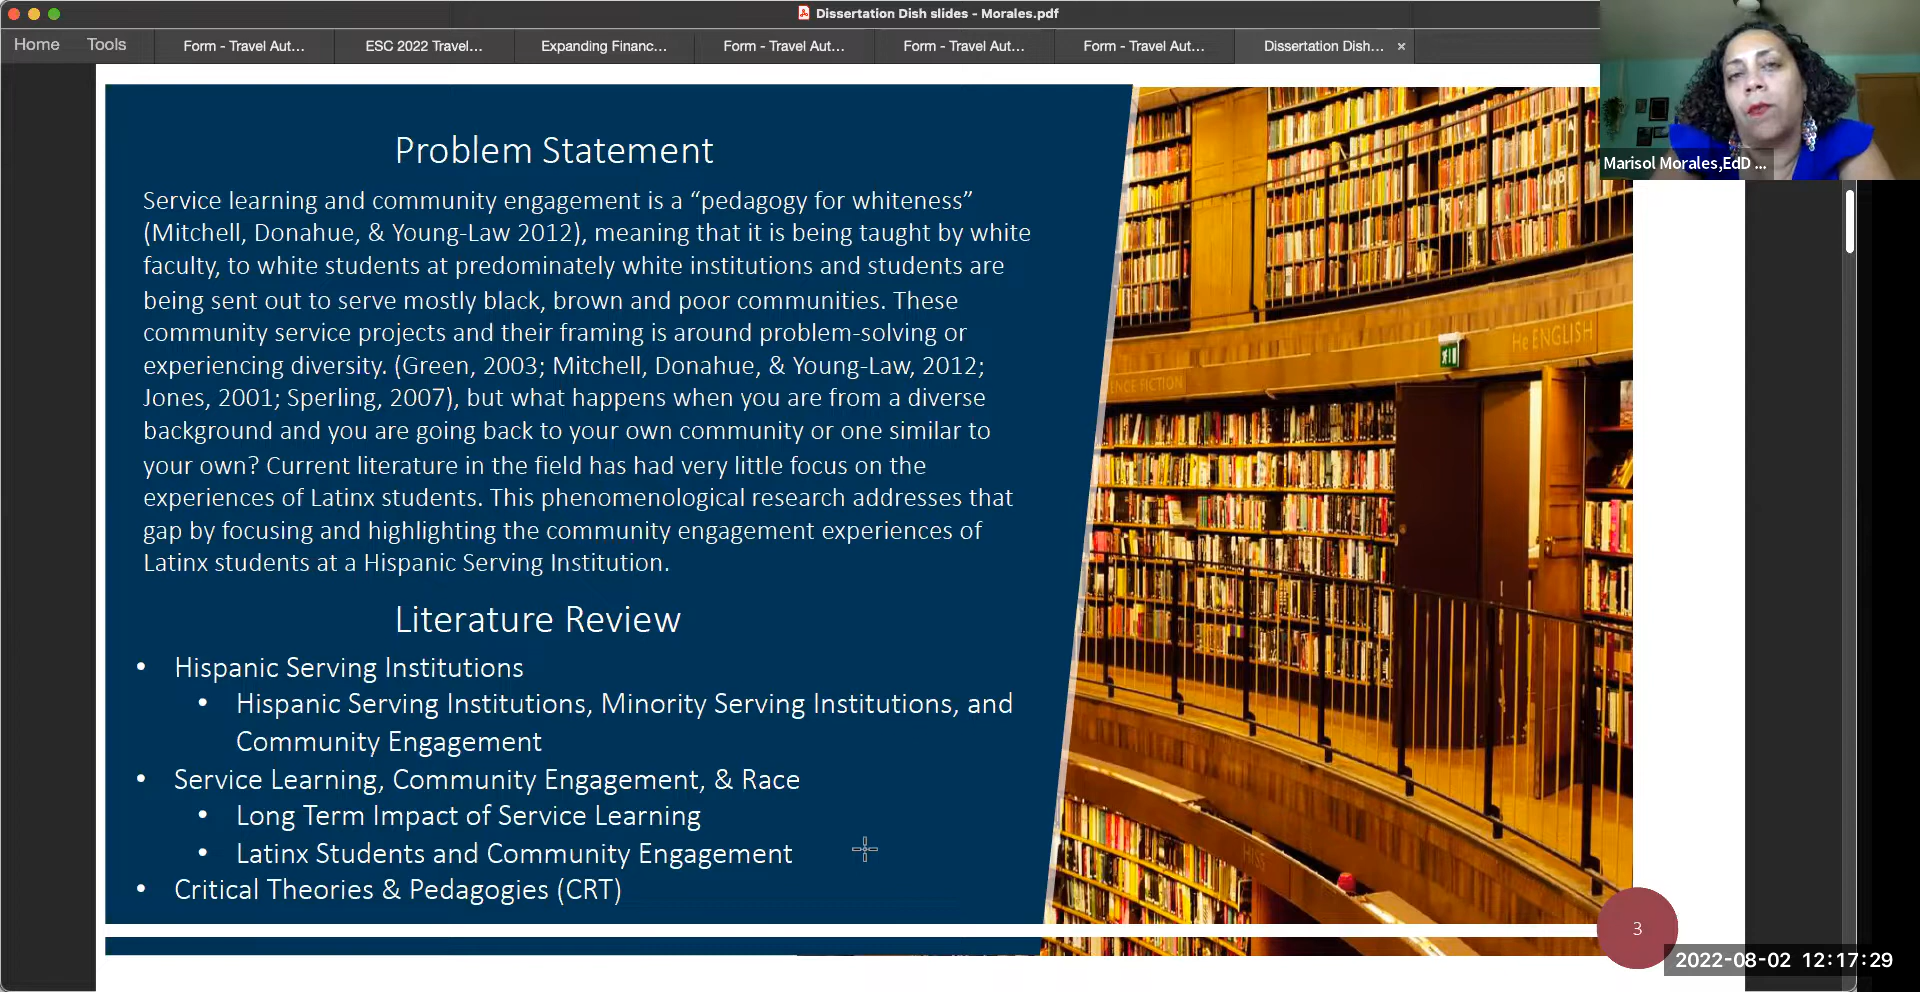 Dissertation Dish slides - Morales.pdf
Home
Tools
Form - Travel Aut...
ESC 2022 Travel...
Expanding Financ...
Form - Travel Aut...
Form - Travel Aut...
Form - Travel Aut...
Dissertation Dish... ×
Marisol Morales,EdD ...
Problem Statement
Service learning and community engagement is a “pedagogy for whiteness”
(Mitchell, Donahue, & Young-Law 2012), meaning that it is being taught by white
faculty, to white students at predominately white institutions and students are
being sent out to serve mostly black, brown and poor communities. These
community service projects and their framing is around problem-solving or
experiencing diversity. (Green, 2003; Mitchell, Donahue, & Young-Law, 2012;
Jones, 2001; Sperling, 2007), but what happens when you are from a diverse
background and you are going back to your own community or one similar to
your own? Current literature in the field has had very little focus on the
experiences of Latinx students. This phenomenological research addresses that
gap by focusing and highlighting the community engagement experiences of
Latinx students at a Hispanic Serving Institution.
Literature Review
• Hispanic Serving Institutions
• Hispanic Serving Institutions, Minority Serving Institutions, and
Community Engagement
• Service Learning, Community Engagement, & Race
• Long Term Impact of Service Learning
• Latinx Students and Community Engagement
• Critical Theories & Pedagogies (CRT)
He ENGLISH
ENCE FICTION
HISS
3
2022-08-02 12:17:29